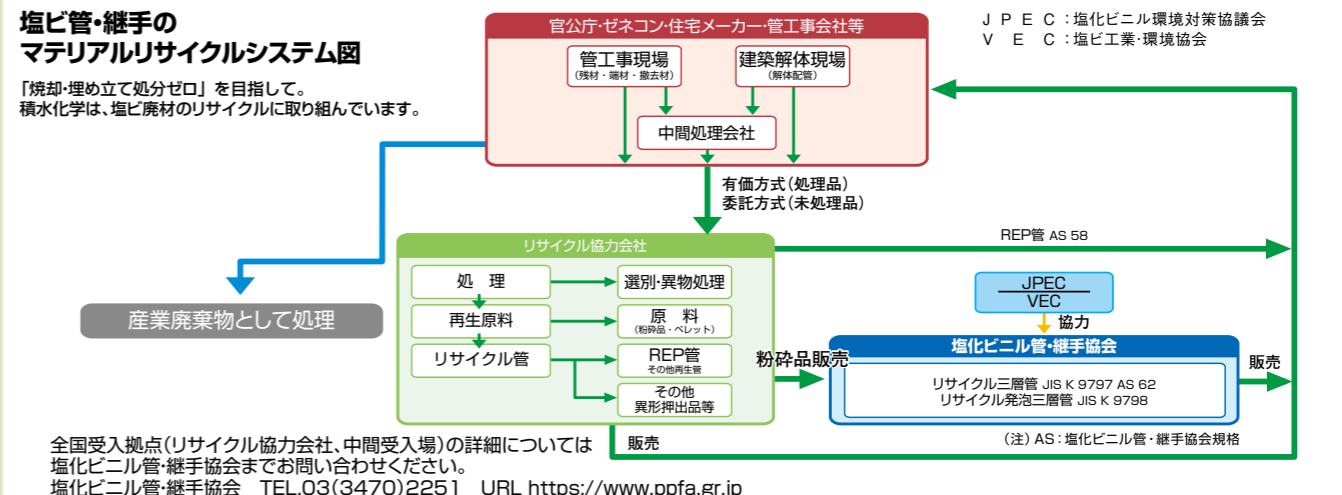 塩ビ管・継手の
マテリアルリサイクルシステム図
「焼却・埋め立て処分ゼロ」を目指して。
積水化学は、塩ビ廃材のリサイクルに取り組んでいます。
官公庁・ゼネコン・住宅メーカー・管工事会社等
管工事現場
(残材・端材・撤去材)
建築解体現場
(解体配管)
中間処理会社
JPEC:塩化ビニル環境対策協議会
VEC:塩ビ工業・環境協会
有価方式(処理品)
委託方式(未処理品)
産業廃棄物として処理
リサイクル協力会社
処 理
選別・異物処理
再生原料
原 料
(粉砕品・ペレット)
リサイクル管
REP管
その他再生管
その他
異形押出品等
REP管 AS 58
JPEC
VEC
協力
粉砕品販売
塩化ビニル管・継手協会
リサイクル三層管 JIS K 9797 AS 62
リサイクル発泡三層管 JIS K 9798
販売
(注)AS:塩化ビニル管・継手協会規格
販売
全国受入拠点(リサイクル協力会社、中間受入場)の詳細については
塩化ビニル管・継手協会までお問い合わせください。
塩化ビニル管・継手協会 TEL.03(3470)2251 URL https://www.ppfa.gr.jp